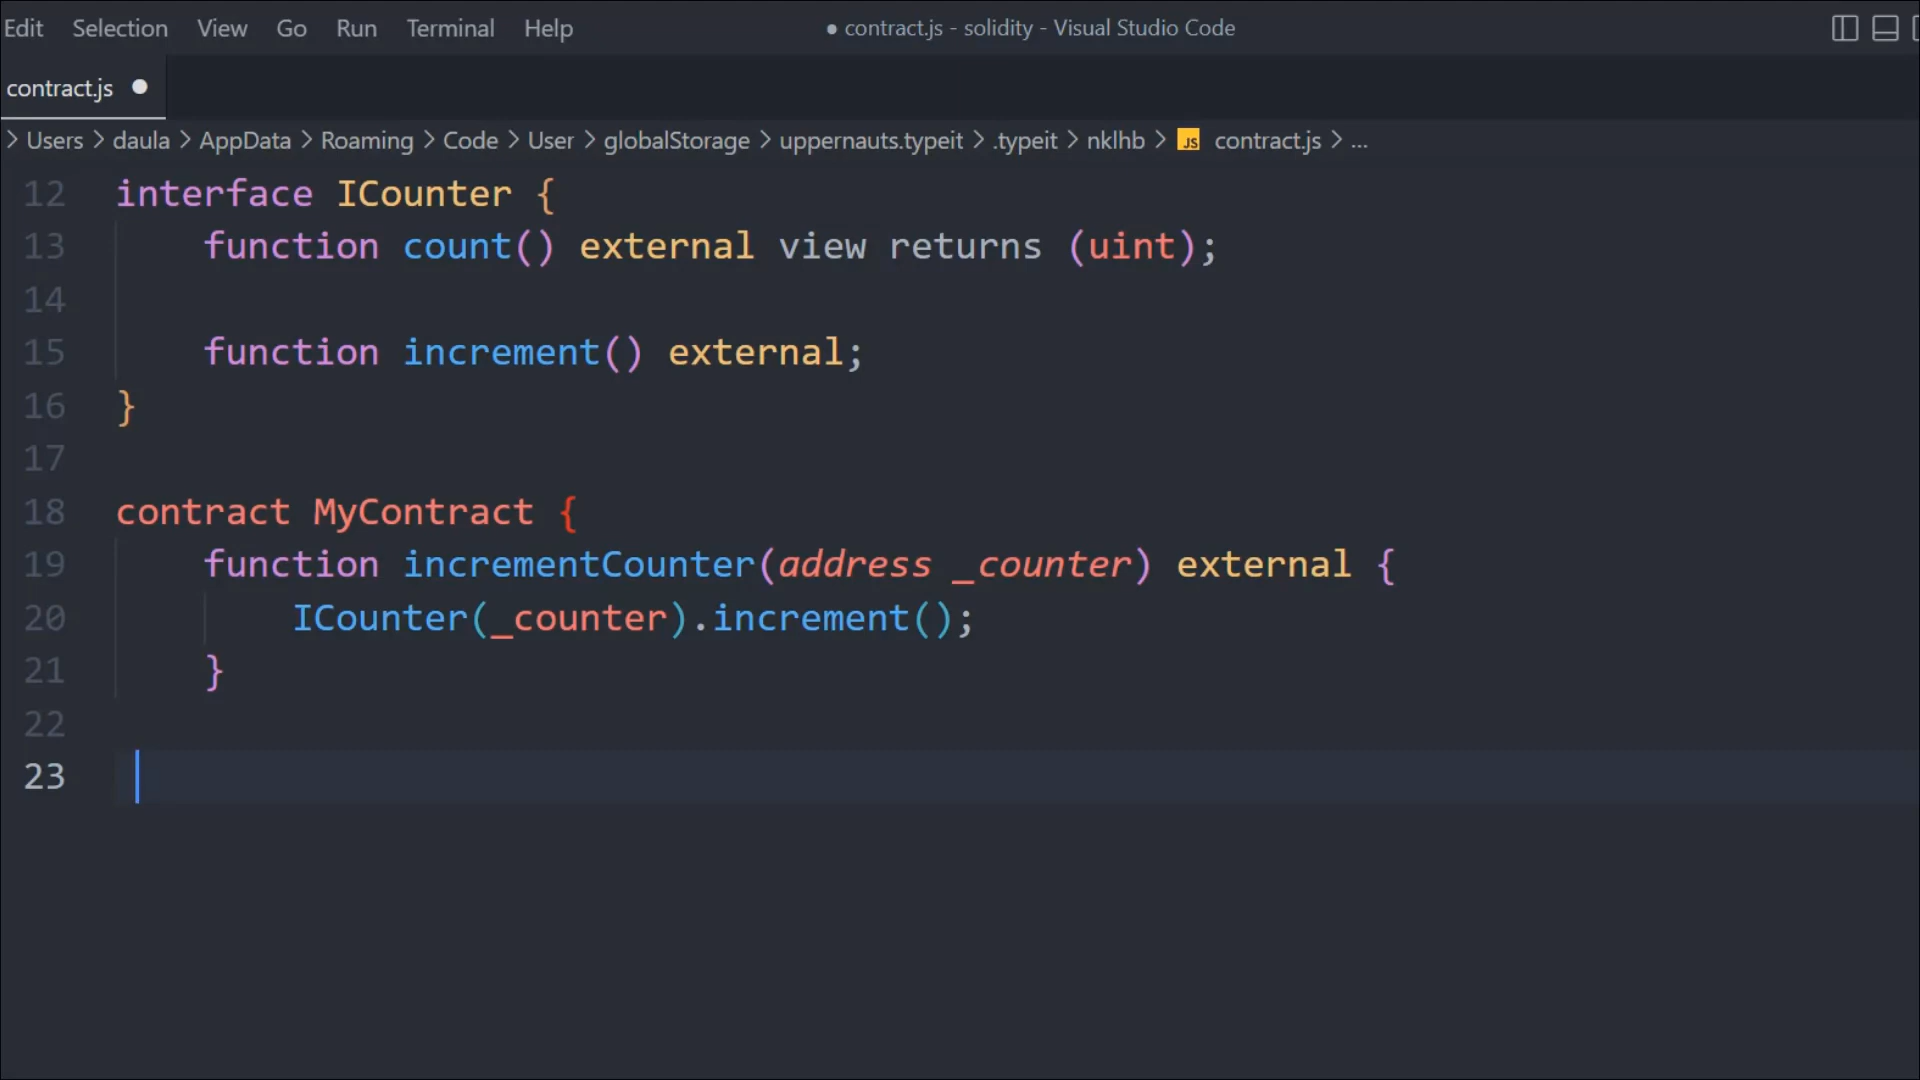 Edit Selection View Go Run Terminal Help ● contract.js - solidity - Visual Studio Code
contract.js ●
> Users > daula > AppData > Roaming > Code > User > globalStorage > uppernauts.typeit > .typeit > nklhb > JS contract.js > ...
12 interface ICounter {
13 function count() external view returns (uint);
14
15 function increment() external;
16 }
17
18 contract MyContract {
19 function incrementCounter(address _counter) external {
20 ICounter(_counter).increment();
21 }
22
23